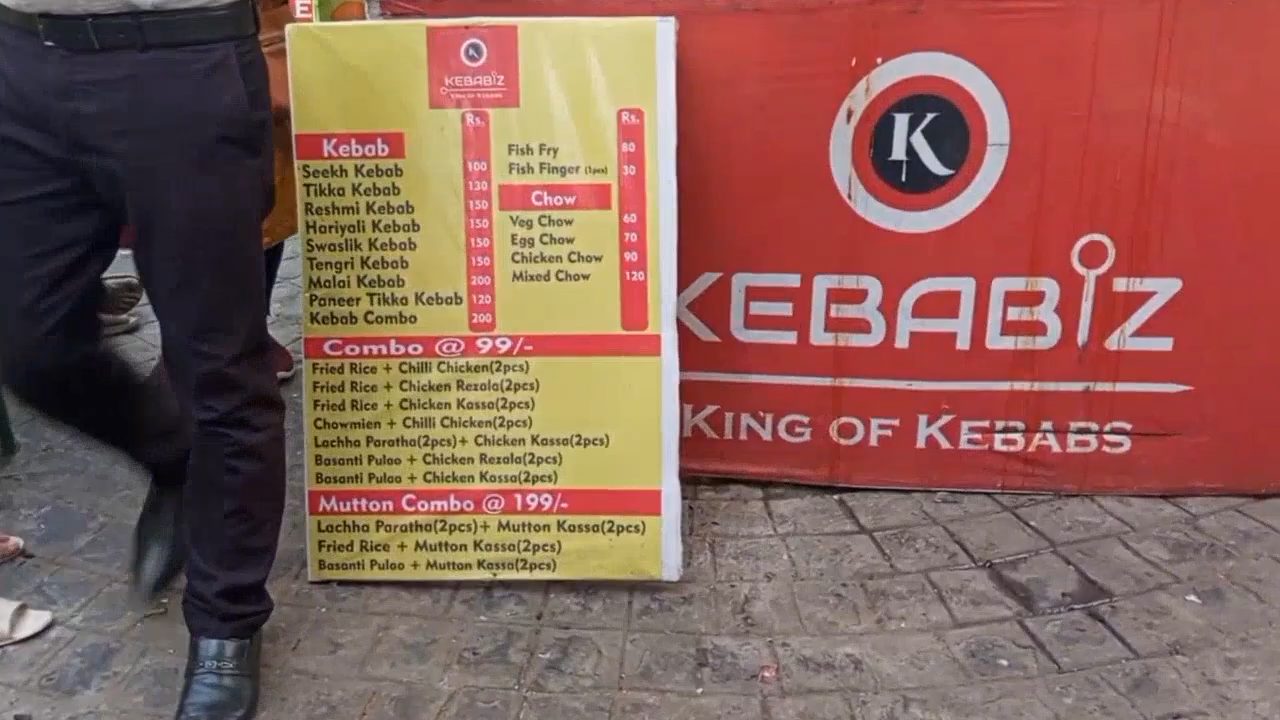 E
K
KEBABIZ
KING OF KEBABS
Rs.
Kebab
Seekh Kebab 100
Tikka Kebab 130
Reshmi Kebab 150
Hariyali Kebab 150
Swaslik Kebab 150
Tengri Kebab 150
Malai Kebab 200
Paneer Tikka Kebab 120
Kebab Combo 200
Rs.
Fish Fry 80
Fish Finger (1pcs) 30
Chow
Veg Chow 60
Egg Chow 70
Chicken Chow 90
Mixed Chow 120
Combo @ 99/-
Fried Rice + Chilli Chicken(2pcs)
Fried Rice + Chicken Rezala(2pcs)
Fried Rice + Chicken Kassa(2pcs)
Chowmien + Chilli Chicken(2pcs)
Lachha Paratha(2pcs)+ Chicken Kassa(2pcs)
Basanti Pulao + Chicken Rezala(2pcs)
Basanti Pulao + Chicken Kassa(2pcs)
Mutton Combo @ 199/-
Lachha Paratha(2pcs)+ Mutton Kassa(2pcs)
Fried Rice + Mutton Kassa(2pcs)
Basanti Pulao + Mutton Kassa(2pcs)
K
KEBABIZ
KING OF KEBABS